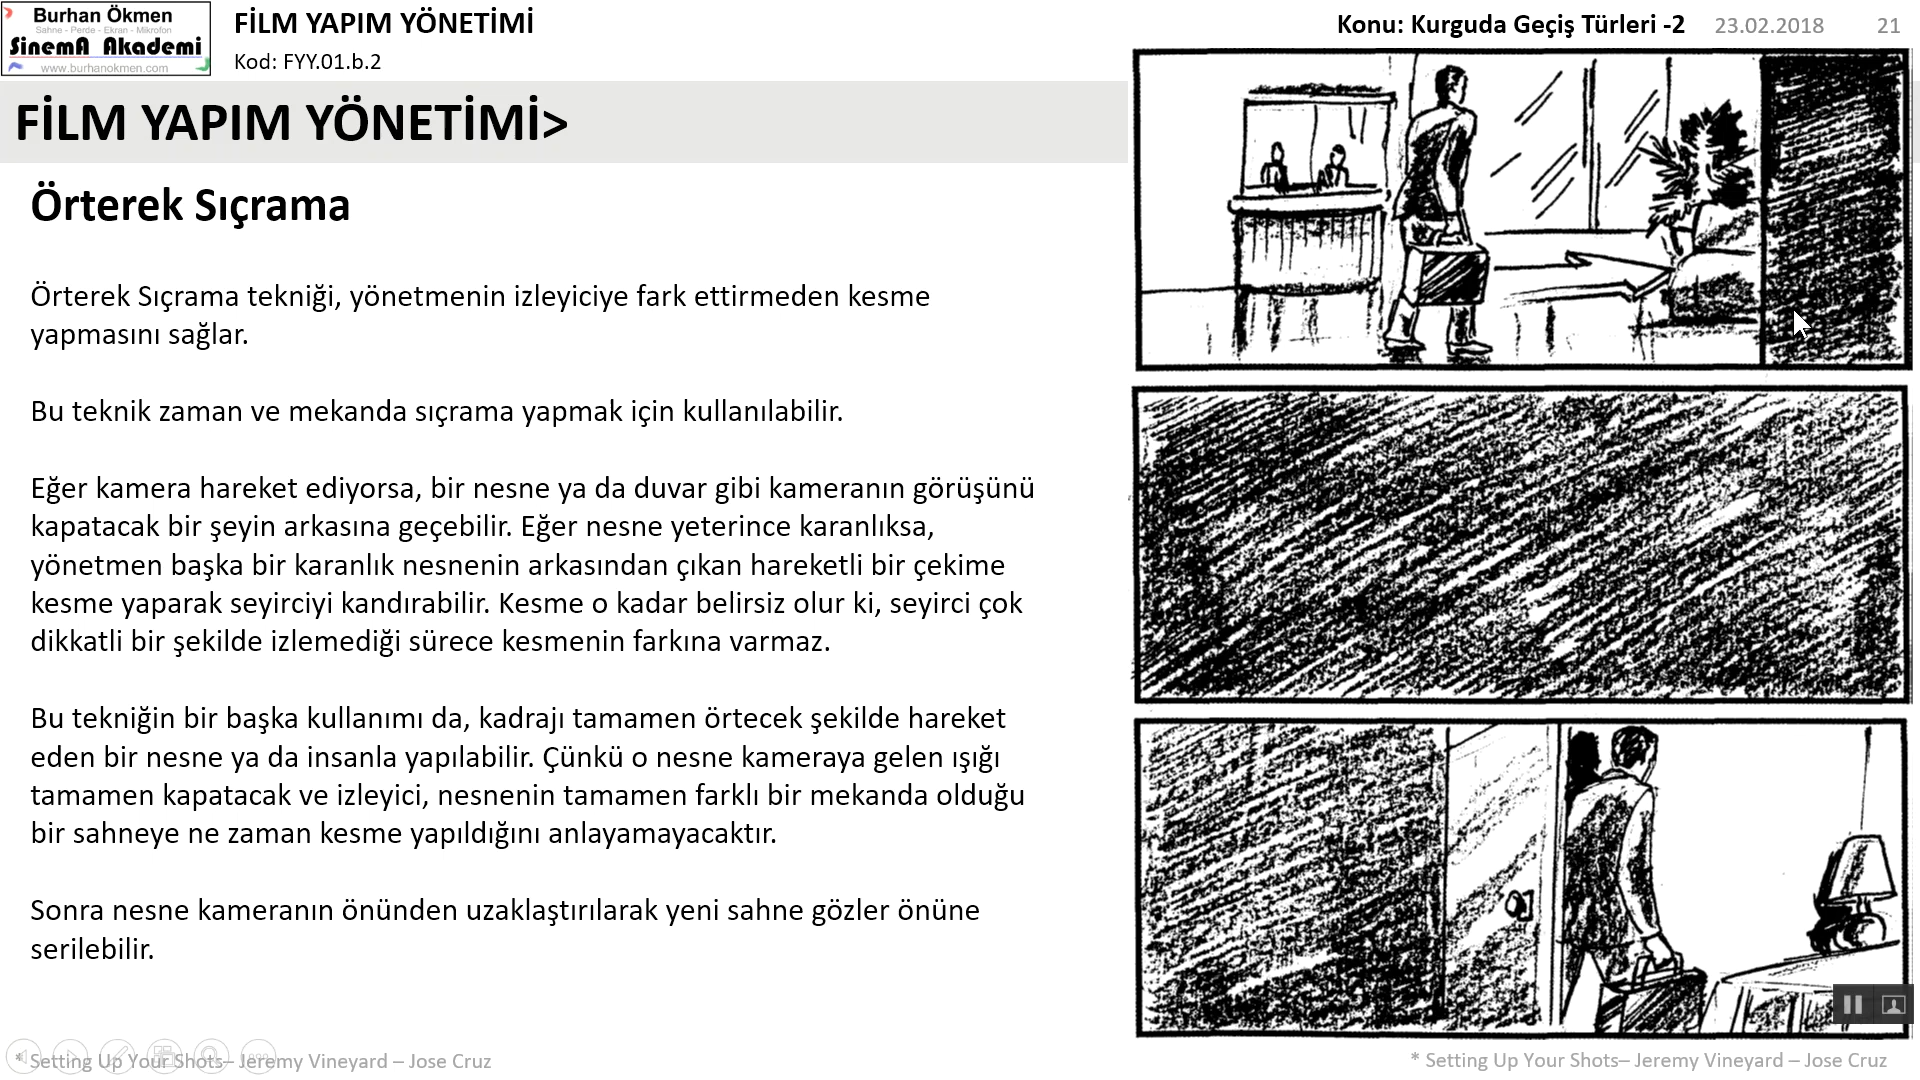 Burhan Ökmen
Sahne - Perde - Ekran - Mikrofon
SinemA Akademi
www.burhanokmen.com
FİLM YAPIM YÖNETİMİ
Kod: FYY.01.b.2
Konu: Kurguda Geçiş Türleri -2
23.02.2018
21
FİLM YAPIM YÖNETİMİ>
Örterek Sıçrama
Örterek Sıçrama tekniği, yönetmenin izleyiciye fark ettirmeden kesme
yapmasını sağlar.
Bu teknik zaman ve mekanda sıçrama yapmak için kullanılabilir.
Eğer kamera hareket ediyorsa, bir nesne ya da duvar gibi kameranın görüşünü
kapatacak bir şeyin arkasına geçebilir. Eğer nesne yeterince karanlıksa,
yönetmen başka bir karanlık nesnenin arkasından çıkan hareketli bir çekime
kesme yaparak seyirciyi kandırabilir. Kesme o kadar belirsiz olur ki, seyirci çok
dikkatli bir şekilde izlemediği sürece kesmenin farkına varmaz.
Bu tekniğin bir başka kullanımı da, kadrajı tamamen örtecek şekilde hareket
eden bir nesne ya da insanla yapılabilir. Çünkü o nesne kameraya gelen ışığı
tamamen kapatacak ve izleyici, nesnenin tamamen farklı bir mekanda olduğu
bir sahneye ne zaman kesme yapıldığını anlayamayacaktır.
Sonra nesne kameranın önünden uzaklaştırılarak yeni sahne gözler önüne
serilebilir.
* Setting Up Your Shots– Jeremy Vineyard – Jose Cruz
* Setting Up Your Shots– Jeremy Vineyard – Jose Cruz